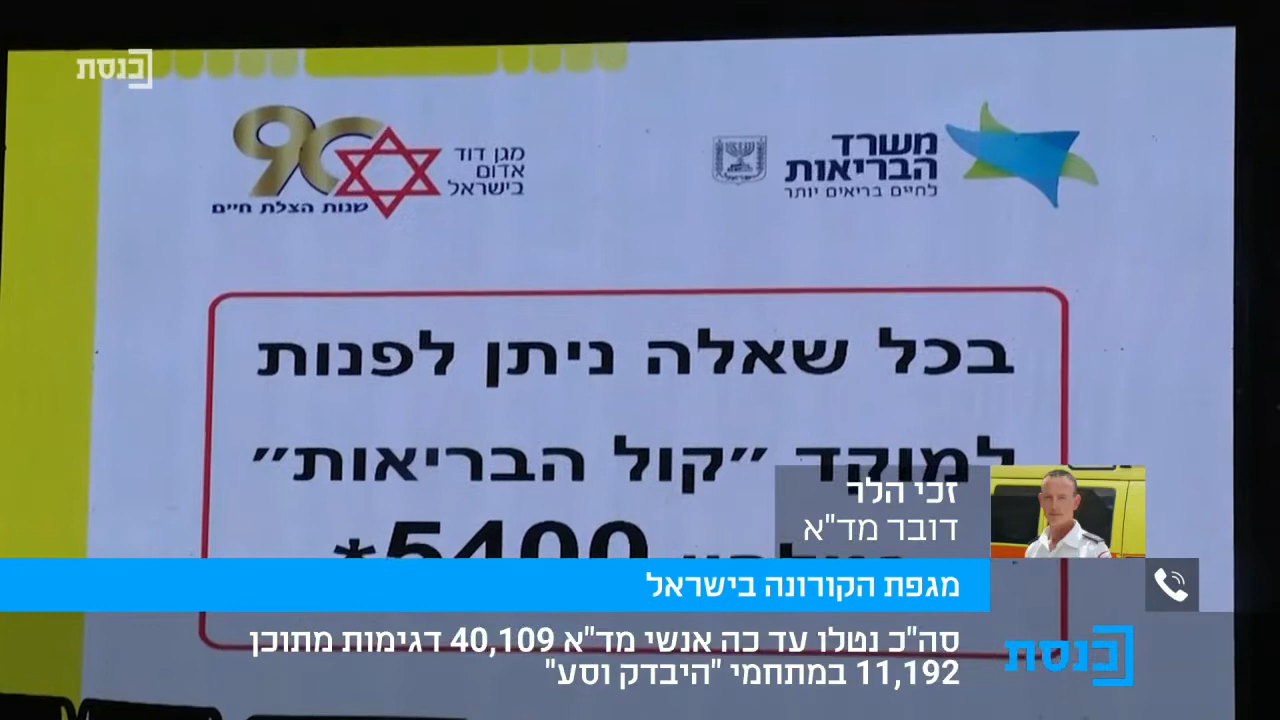 כנסת
90
שנות הצלת חיים
מגן דוד
אדום
בישראל
משרד
הבריאות
לחיים בריאים יותר
בכל שאלה ניתן לפנות
למוקד "קול הבריאות"
5400*
זכי הלר
דובר מד"א
מגפת הקורונה בישראל
סה"כ נטלו עד כה אנשי מד"א 40,109 דגימות מתוכן
11,192 במתחמי "היבדק וסע"
כנסת